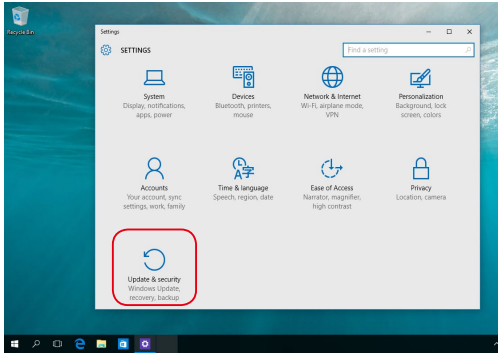 Recycle Bin
Settings
SETTINGS
Find a setting
System
Display, notifications,
apps, power
Devices
Bluetooth, printers,
mouse
Network & Internet
Wi-Fi, airplane mode,
VPN
Personalization
Background, lock
screen, colors
Accounts
Your account, sync
settings, work, family
Time & language
Speech, region, date
Ease of Access
Narrator, magnifier,
high contrast
Privacy
Location, camera
Update & security
Windows Update,
recovery, backup